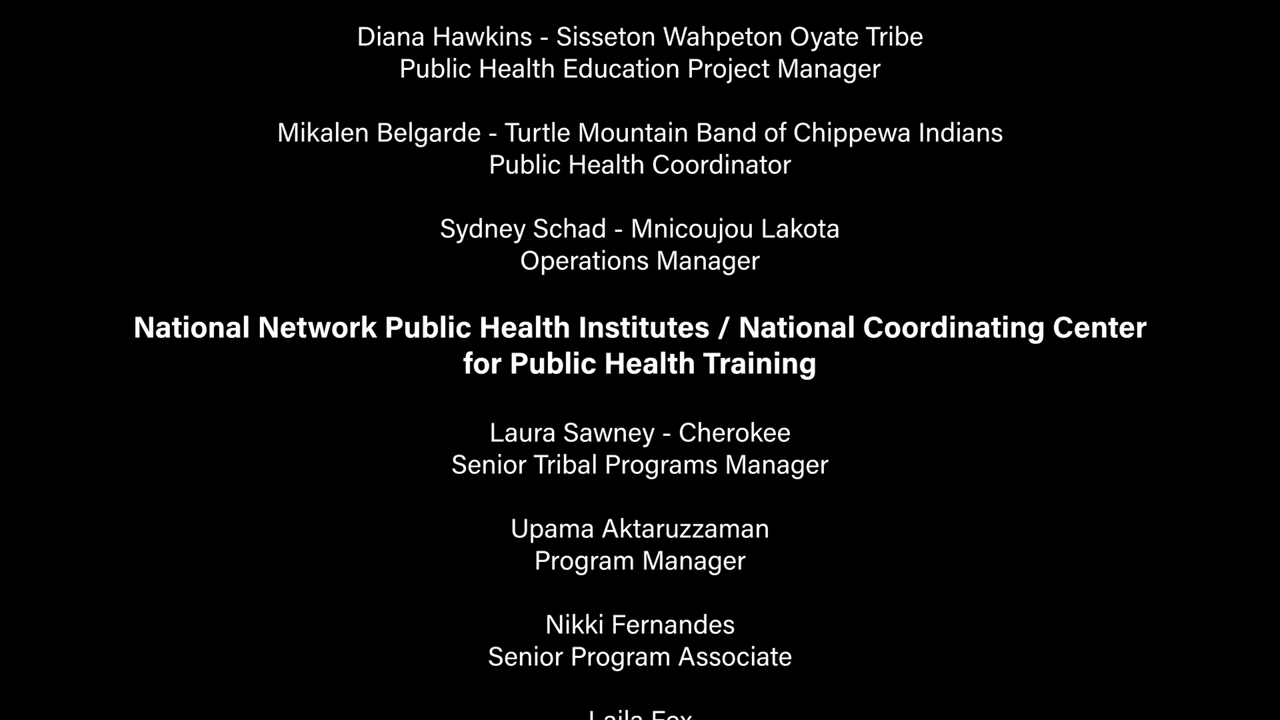 Diana Hawkins - Sisseton Wahpeton Oyate Tribe
Public Health Education Project Manager
Mikalen Belgarde - Turtle Mountain Band of Chippewa Indians
Public Health Coordinator
Sydney Schad - Mnicoujou Lakota
Operations Manager
National Network Public Health Institutes / National Coordinating Center
for Public Health Training
Laura Sawney - Cherokee
Senior Tribal Programs Manager
Upama Aktaruzzaman
Program Manager
Nikki Fernandes
Senior Program Associate
Laila Fox